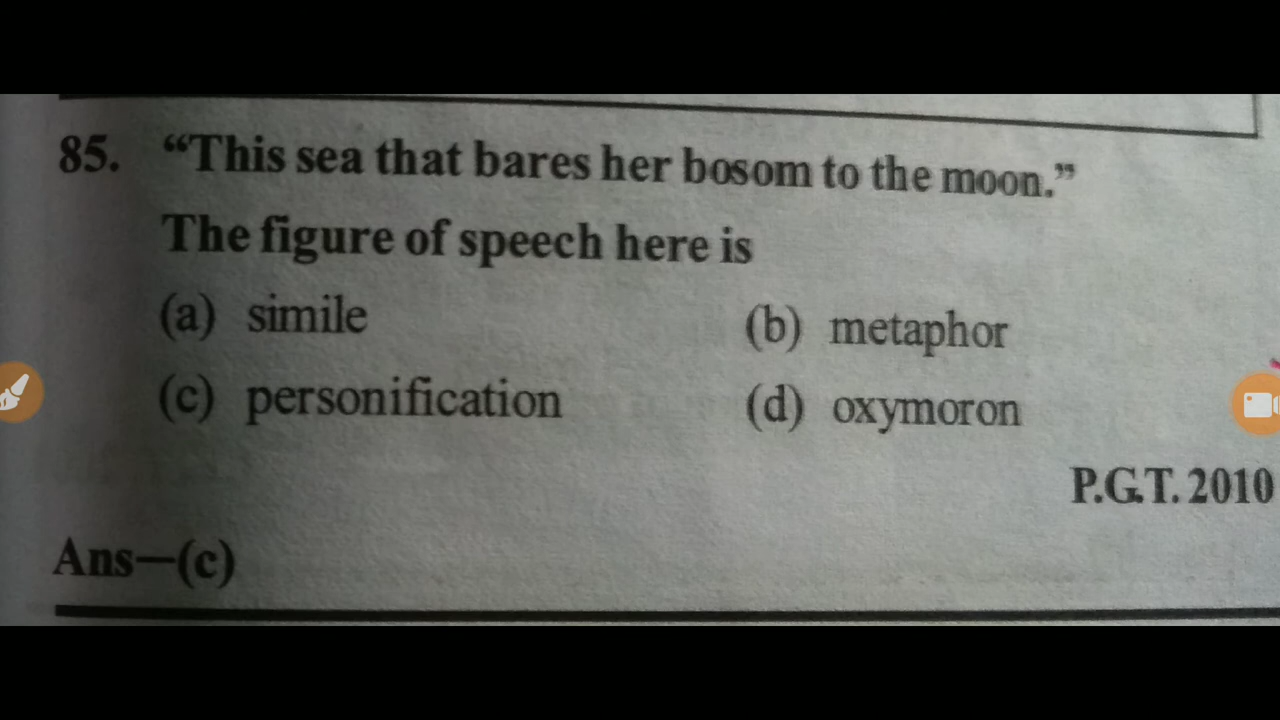 85. “This sea that bares her bosom to the moon.”
The figure of speech here is
(a) simile (b) metaphor
(c) personification (d) oxymoron
P.G.T. 2010
Ans—(c)